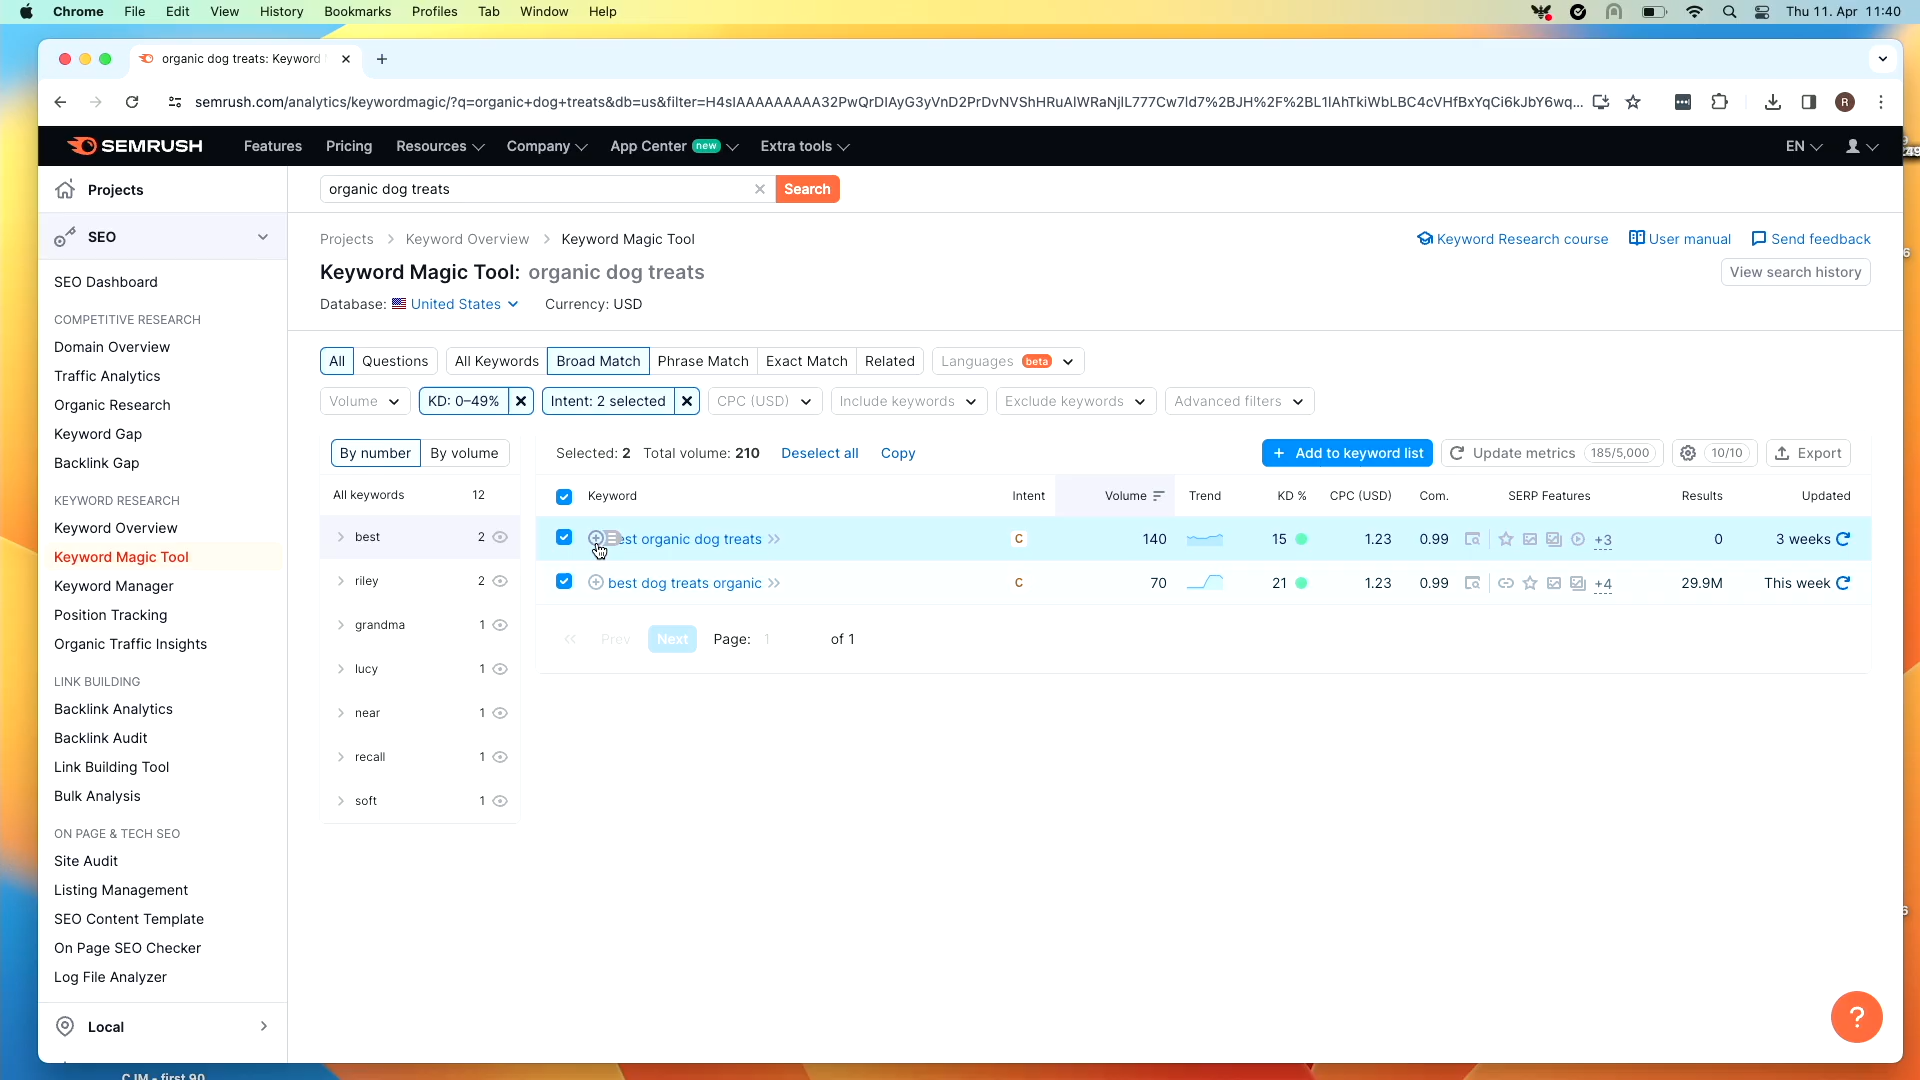 Chrome File Edit View History Bookmarks Profiles Tab Window Help Thu 11. Apr 11:40
organic dog treats: Keyword
semrush.com/analytics/keywordmagic/?q=organic+dog+treats&db=us&filter=
R
SEMRUSH Features Pricing Resources Company App Center new Extra tools EN
Projects
SEO
SEO Dashboard
COMPETITIVE RESEARCH
Domain Overview
Traffic Analytics
Organic Research
Keyword Gap
Backlink Gap
KEYWORD RESEARCH
Keyword Overview
Keyword Magic Tool
Keyword Manager
Position Tracking
Organic Traffic Insights
LINK BUILDING
Backlink Analytics
Backlink Audit
Link Building Tool
Bulk Analysis
ON PAGE & TECH SEO
Site Audit
Listing Management
SEO Content Template
On Page SEO Checker
Log File Analyzer
Local
organic dog treats Search
Projects > Keyword Overview > Keyword Magic Tool
Keyword Research course User manual Send feedback
Keyword Magic Tool: organic dog treats
View search history
Database: United States Currency: USD
All Questions All Keywords Broad Match Phrase Match Exact Match Related Languages beta
Volume KD: 0–49% Intent: 2 selected CPC (USD) Include keywords Exclude keywords Advanced filters
By number By volume
All keywords 12
best 2
riley 2
grandma 1
lucy 1
near 1
recall 1
soft 1
Selected: 2 Total volume: 210 Deselect all Copy + Add to keyword list Update metrics 185/5,000 10/10 Export
Keyword Intent Volume Trend KD % CPC (USD) Com. SERP Features Results Updated
est organic dog treats C 140 15 1.23 0.99 +3 0 3 weeks
best dog treats organic C 70 21 1.23 0.99 +4 29.9M This week
Prev Next Page: 1 of 1
?
CJM - first 90